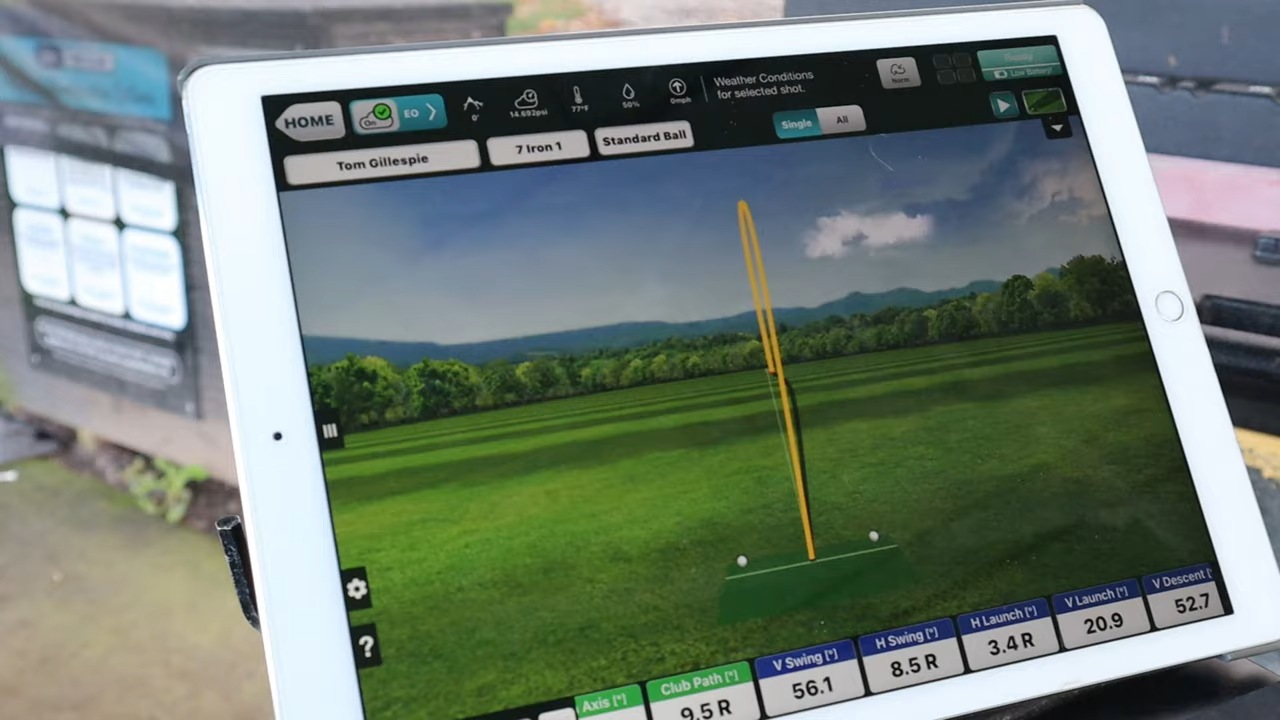 HOME
On
EO
0°
14.692psi
77°F
50%
0mph
Weather Conditions
for selected shot.
Norm
Low Battery
Single
All
Tom Gillespie
7 Iron 1
Standard Ball
?
Axis [°]
Club Path [°]
9.5 R
V Swing [°]
56.1
H Swing [°]
8.5 R
H Launch [°]
3.4 R
V Launch [°]
20.9
V Descent [
52.7